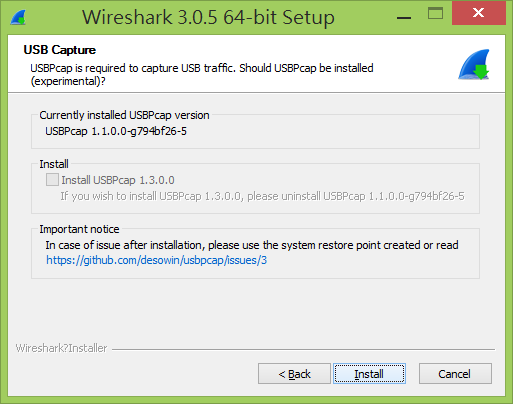 Wireshark 3.0.5 64-bit Setup
USB Capture
USBPcap is required to capture USB traffic. Should USBPcap be installed
(experimental)?
Currently installed USBPcap version
USBPcap 1.1.0.0-g794bf26-5
Install
Install USBPcap 1.3.0.0
If you wish to install USBPcap 1.3.0.0, please uninstall USBPcap 1.1.0.0-g794bf26-5
Important notice
In case of issue after installation, please use the system restore point created or read
https://github.com/desowin/usbpcap/issues/3
Wireshark?Installer
< Back
Install
Cancel